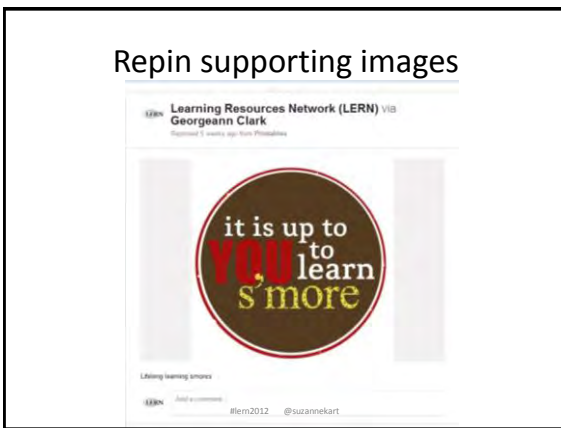 Repin supporting images
LERN
Learning Resources Network (LERN) via
Georgeann Clark
Repinned 5 weeks ago from
it is up to
YOU to
learn
s'more
Lifelong learning smores
LERN
Add a comment
#lern2012 @suzannekart